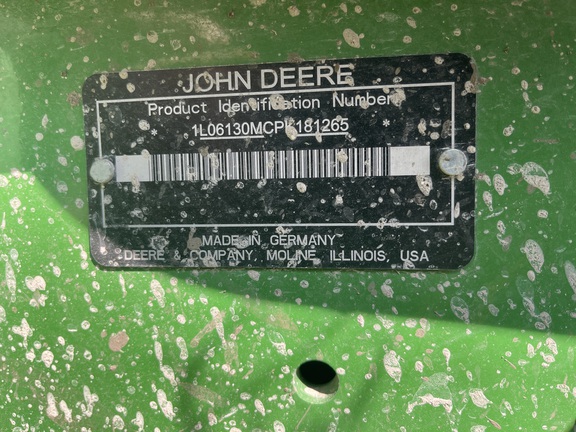 JOHN DEERE
Product Identification Number
* 1L06130MCPK181265 *
MADE IN GERMANY
DEERE & COMPANY, MOLINE, ILLINOIS, USA